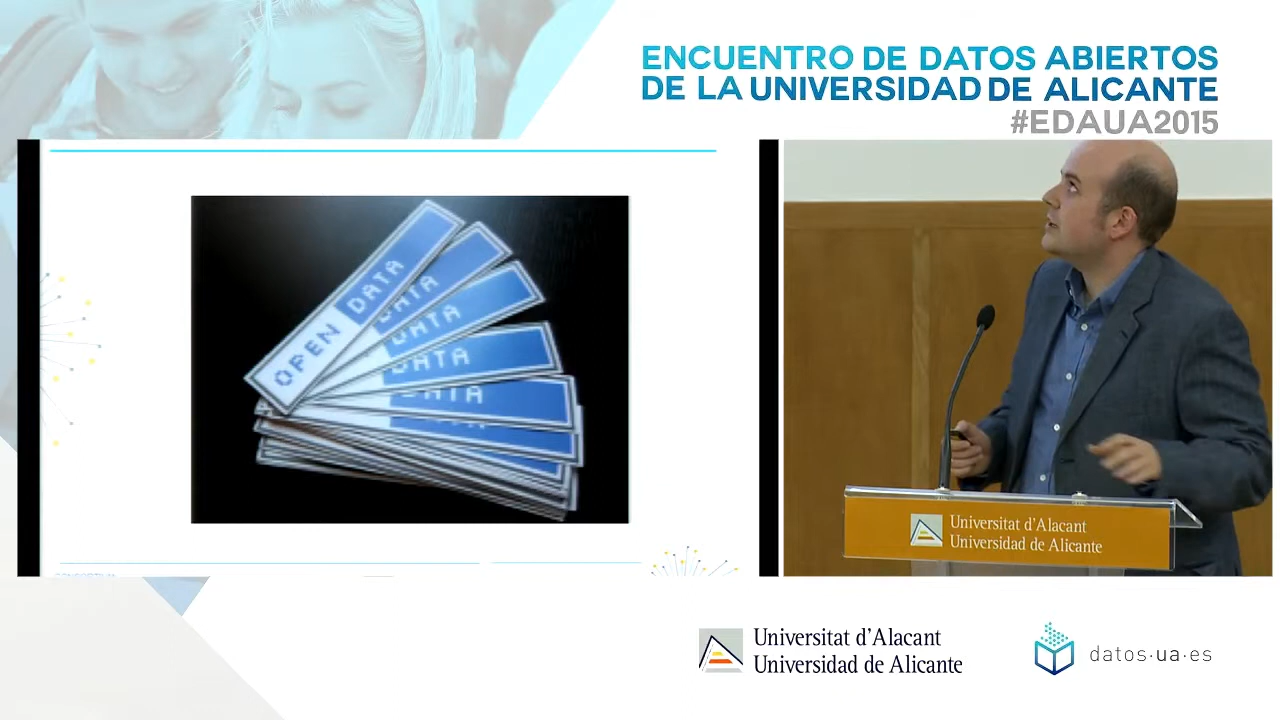 ENCUENTRO DE DATOS ABIERTOS
DE LA UNIVERSIDAD DE ALICANTE
#EDAUA2015
OPEN DATA
DATA
DATA
DATA
DATA
Universitat d'Alacant
Universidad de Alicante
Universitat d'Alacant
Universidad de Alicante
datos·ua·es